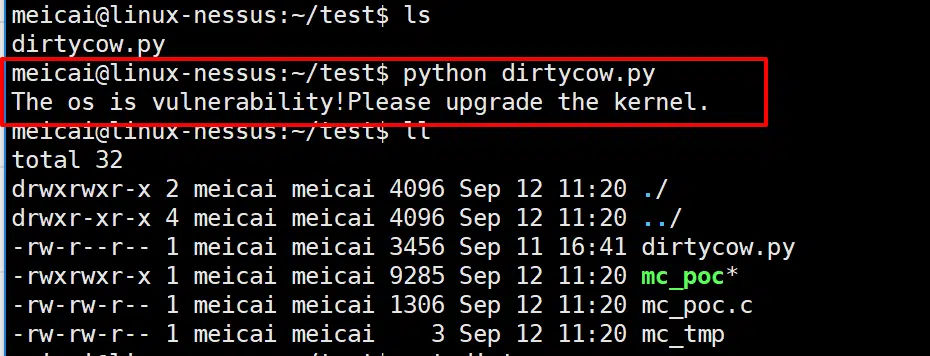 meicai@linux-nessus:~/test$ ls
dirtycow.py
meicai@linux-nessus:~/test$ python dirtycow.py
The os is vulnerability!Please upgrade the kernel.
meicai@linux-nessus:~/test$ ll
total 32
drwxrwxr-x 2 meicai meicai 4096 Sep 12 11:20 ./
drwxr-xr-x 4 meicai meicai 4096 Sep 12 11:20 ../
-rw-r--r-- 1 meicai meicai 3456 Sep 11 16:41 dirtycow.py
-rwxrwxr-x 1 meicai meicai 9285 Sep 12 11:20 mc_poc*
-rw-rw-r-- 1 meicai meicai 1306 Sep 12 11:20 mc_poc.c
-rw-rw-r-- 1 meicai meicai    3 Sep 12 11:20 mc_tmp